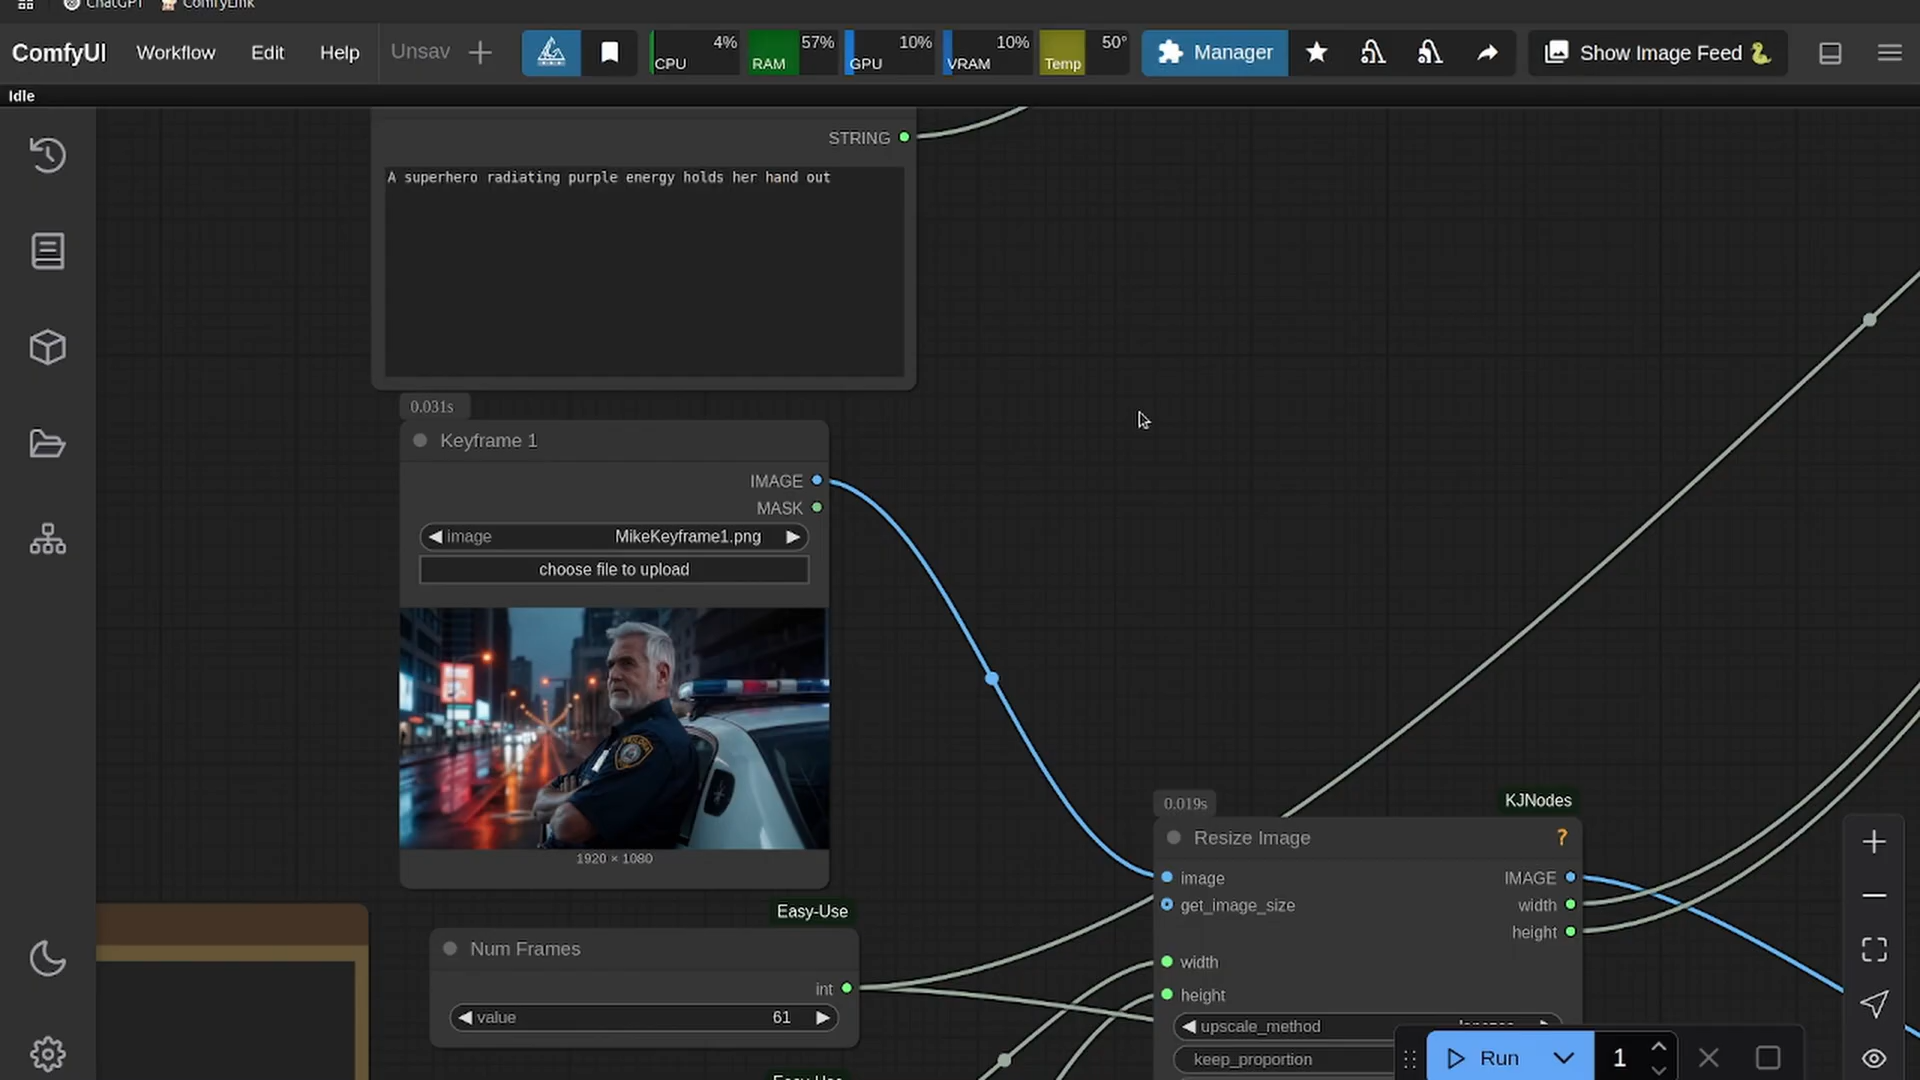 ChatGPT ComfyLink
ComfyUI Workflow Edit Help Unsav + CPU 4% RAM 57% GPU 10% VRAM 10% Temp 50° Manager Show Image Feed
Idle
STRING
A superhero radiating purple energy holds her hand out
0.031s
Keyframe 1
IMAGE
MASK
image MikeKeyframe1.png
choose file to upload
1920 × 1080
Easy-Use
Num Frames
int
value 61
0.019s
KJNodes
Resize Image ?
image IMAGE
get_image_size width
height
width
height
upscale_method
keep_proportion
Run 1